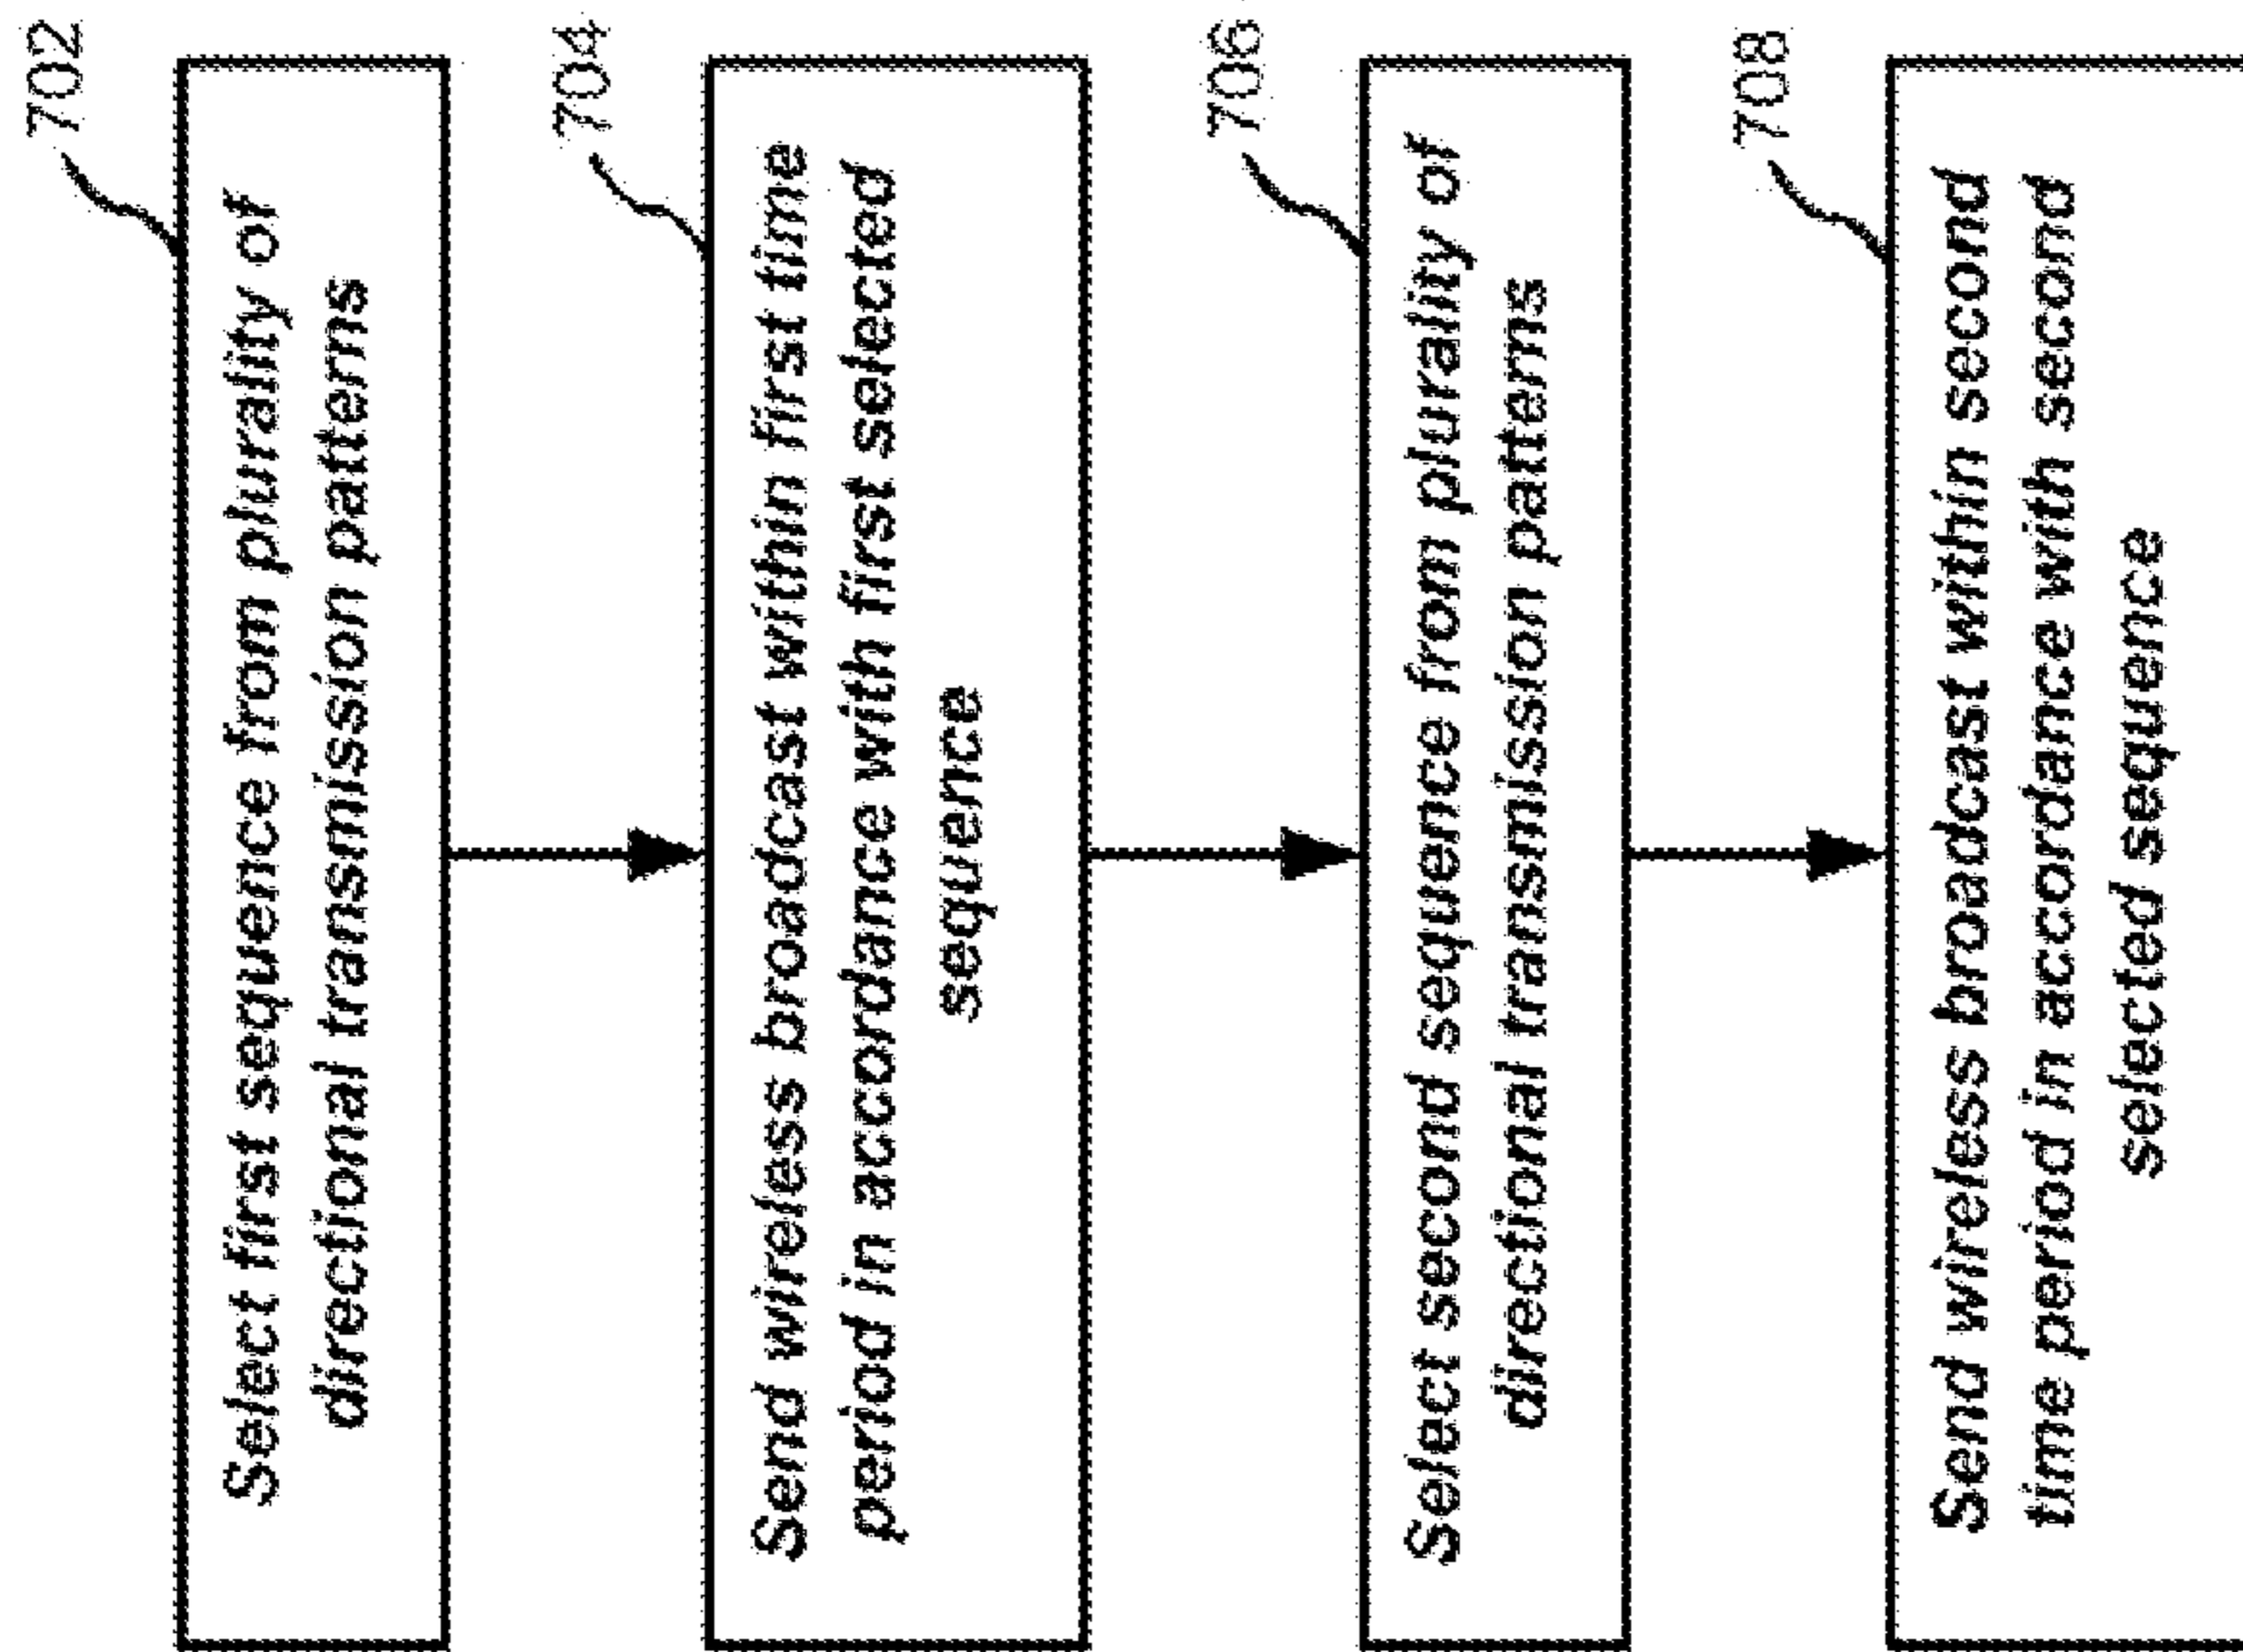 702
Select first sequence from plurality of
directional transmission patterns
704
Send wireless broadcast within first time
period in accordance with first selected
sequence
706
Select second sequence from plurality of
directional transmission patterns
708
Send wireless broadcast within second
time period in accordance with second
selected sequence